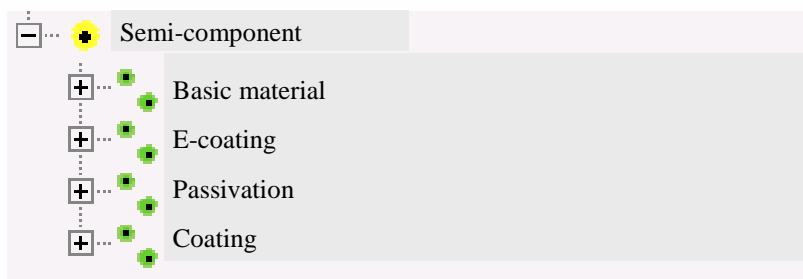 Semi-component
Basic material
E-coating
Passivation
Coating